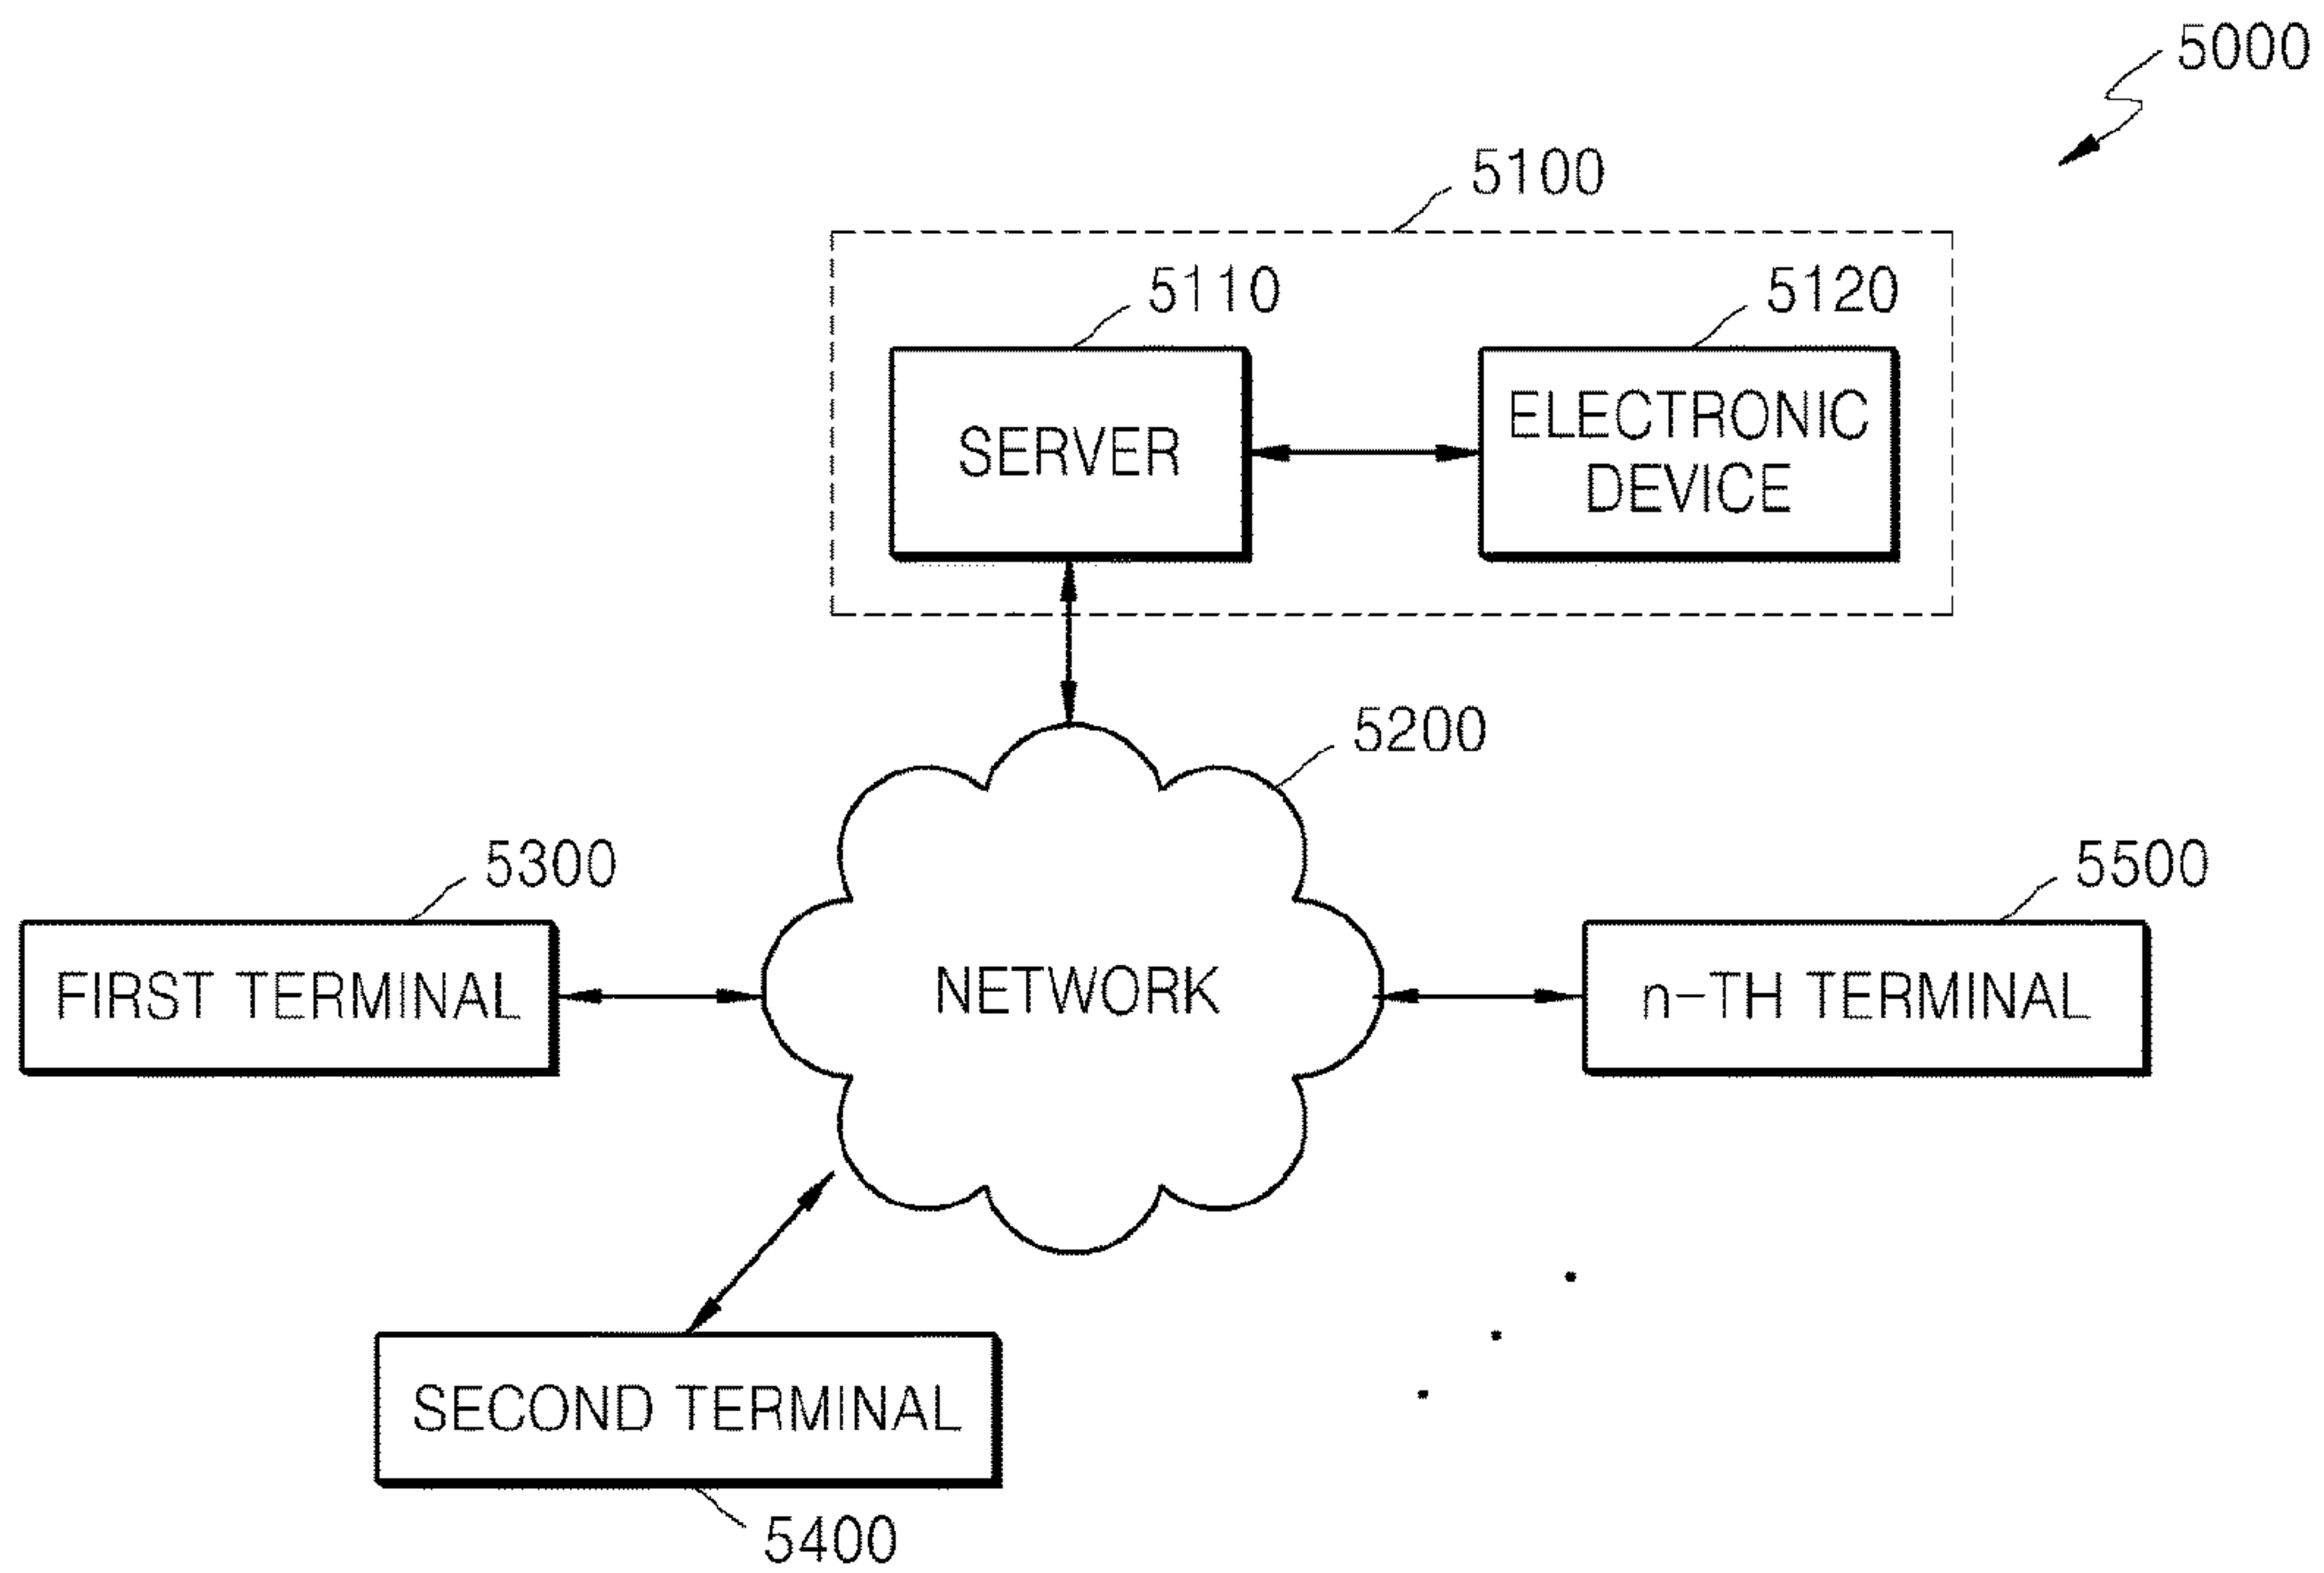 5000
5100
5110
5120
SERVER
ELECTRONIC
DEVICE
5200
5300
5500
FIRST TERMINAL
NETWORK
n-TH TERMINAL
SECOND TERMINAL
5400